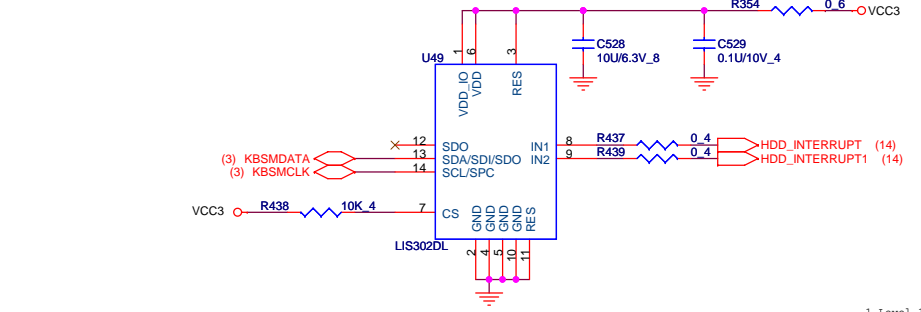 R354 0_6
VCC3
C528
10U/6.3V_8
C529
0.1U/10V_4
U49
1 6 3
VDD_IO
VDD
RES
12 SDO
(3) KBSMDATA 13 SDA/SDI/SDO
(3) KBSMCLK 14 SCL/SPC
IN1 8 R437 0_4 HDD_INTERRUPT (14)
IN2 9 R439 0_4 HDD_INTERRUPT1 (14)
VCC3 R438 10K_4 7 CS
GND
GND
GND
GND
RES
LIS302DL
2 4 5 10 11